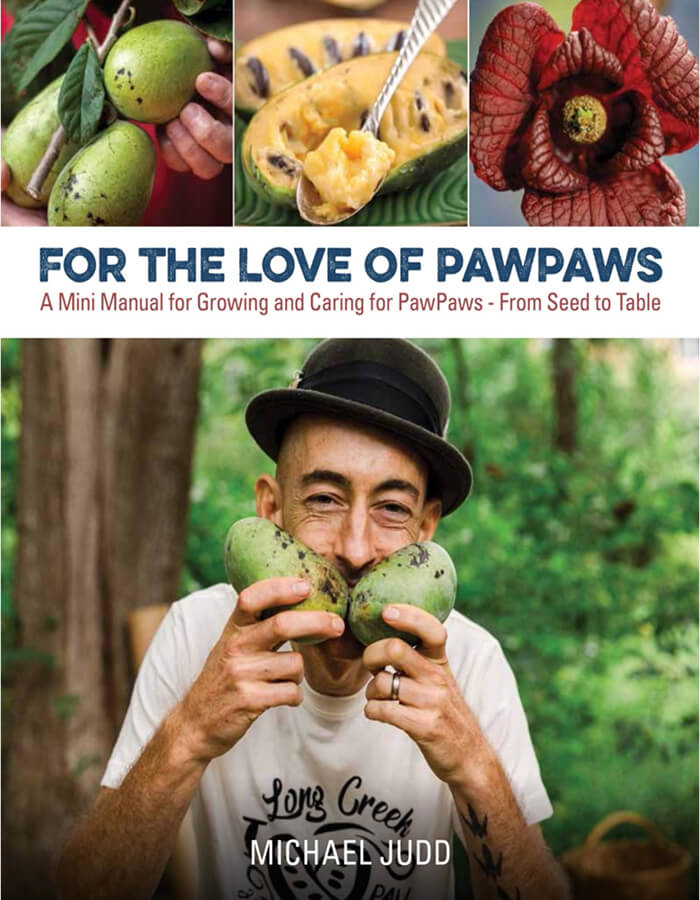 FOR THE LOVE OF PAWPAWS
A Mini Manual for Growing and Caring for PawPaws - From Seed to Table
Long Creek
MICHAEL JUDD
PAW